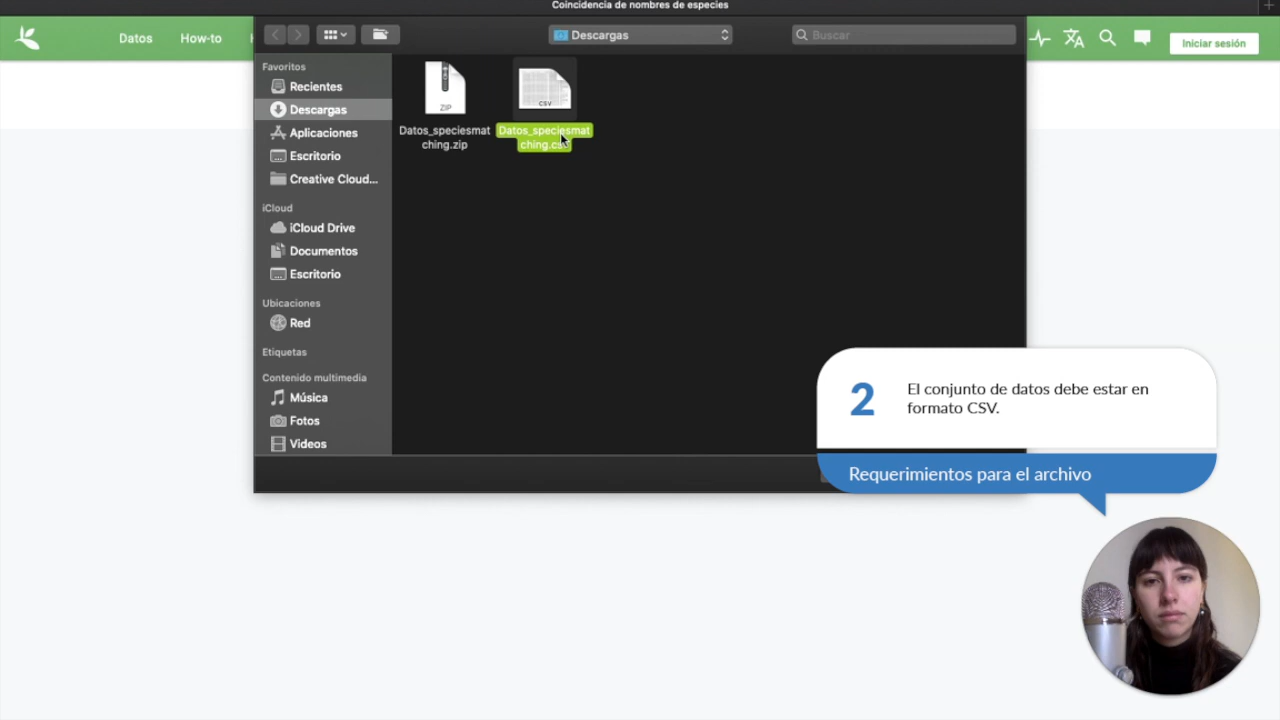 Coincidencia de nombres de especies
Datos
How-to
Descargas
Buscar
Iniciar sesión
Favoritos
Recientes
Descargas
Aplicaciones
Escritorio
Creative Cloud...
iCloud
iCloud Drive
Documentos
Escritorio
Ubicaciones
Red
Etiquetas
Contenido multimedia
Música
Fotos
Videos
ZIP
Datos_speciesmat
ching.zip
CSV
Datos_speciesmat
ching.csv
2
El conjunto de datos debe estar en
formato CSV.
Requerimientos para el archivo